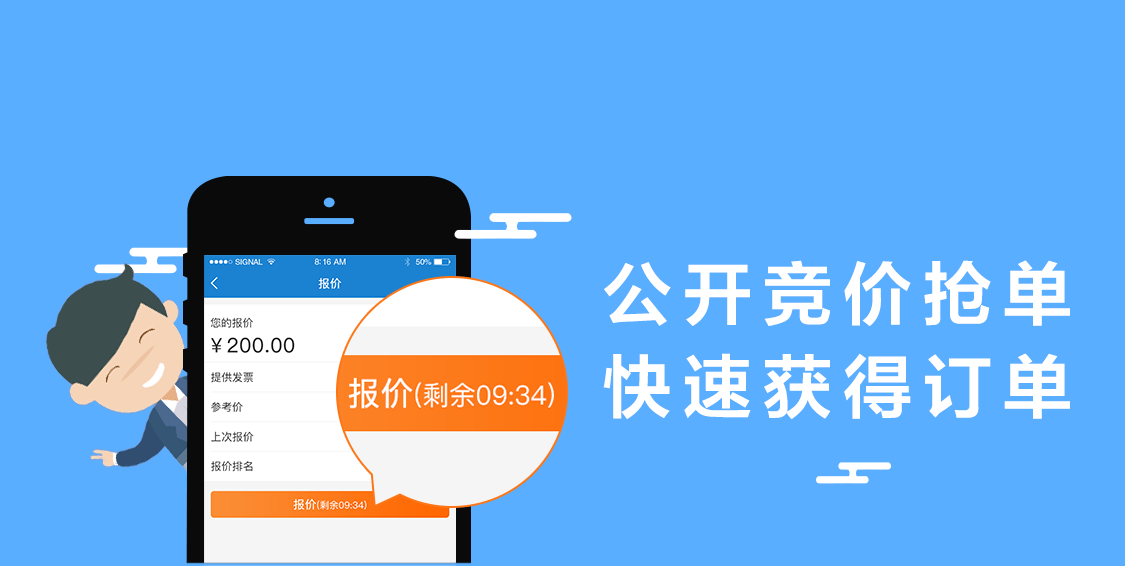 SIGNAL 8:16 AM 50%
报价
您的报价
¥200.00
提供发票
参考价
上次报价
报价排名
报价(剩余09:34)
报价(剩余09:34)
公开竞价抢单
快速获得订单